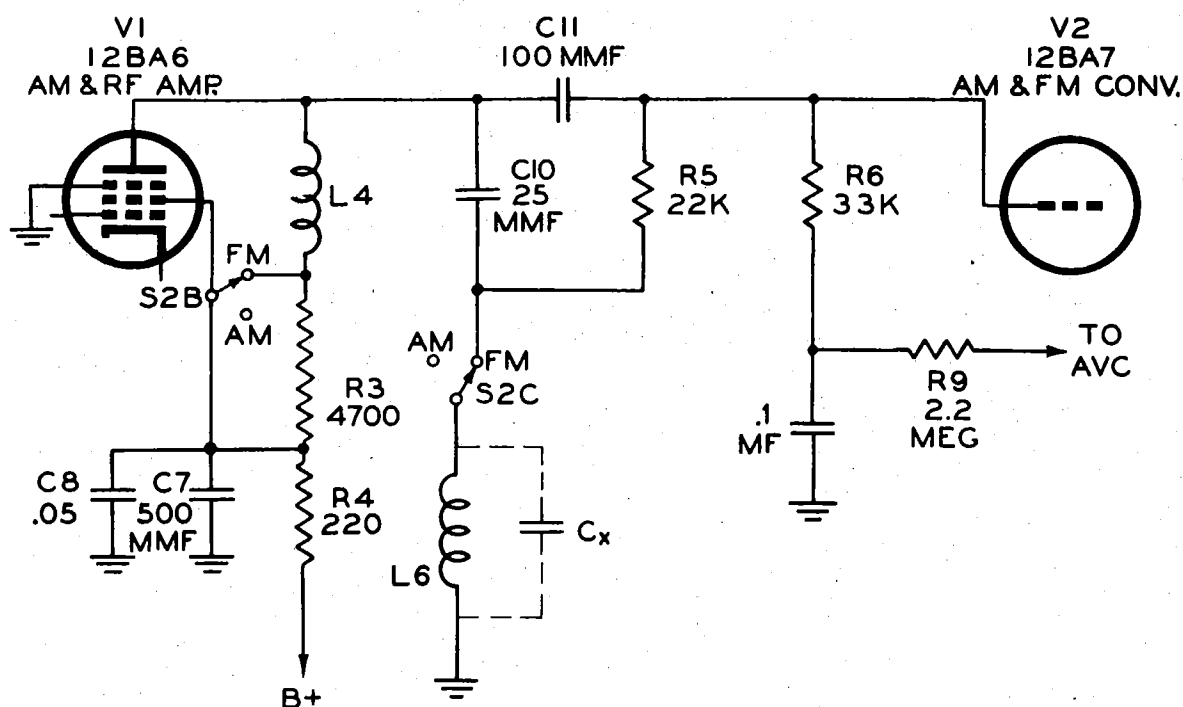 V1
12BA6
AM & RF AMP.
C11
100 MMF
V2
12BA7
AM & FM CONV.
L4
C10
25
MMF
R5
22K
R6
33K
FM
S2B
AM
AM
FM
S2C
R3
4700
TO
AVC
R9
2.2
MEG
.1
MF
C8
.05
C7
500
MMF
R4
220
L6
Cx
B+